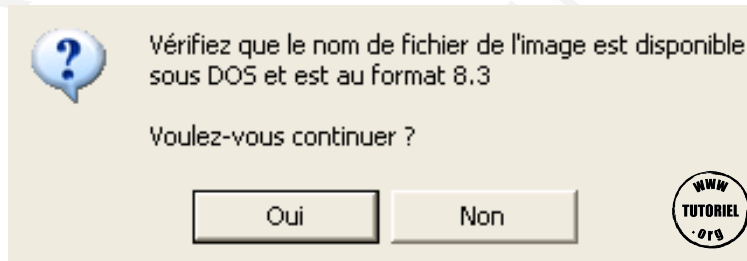 Vérifiez que le nom de fichier de l'image est disponible
sous DOS et est au format 8.3
Voulez-vous continuer ?
Oui
Non
WWW
TUTORIEL
.org